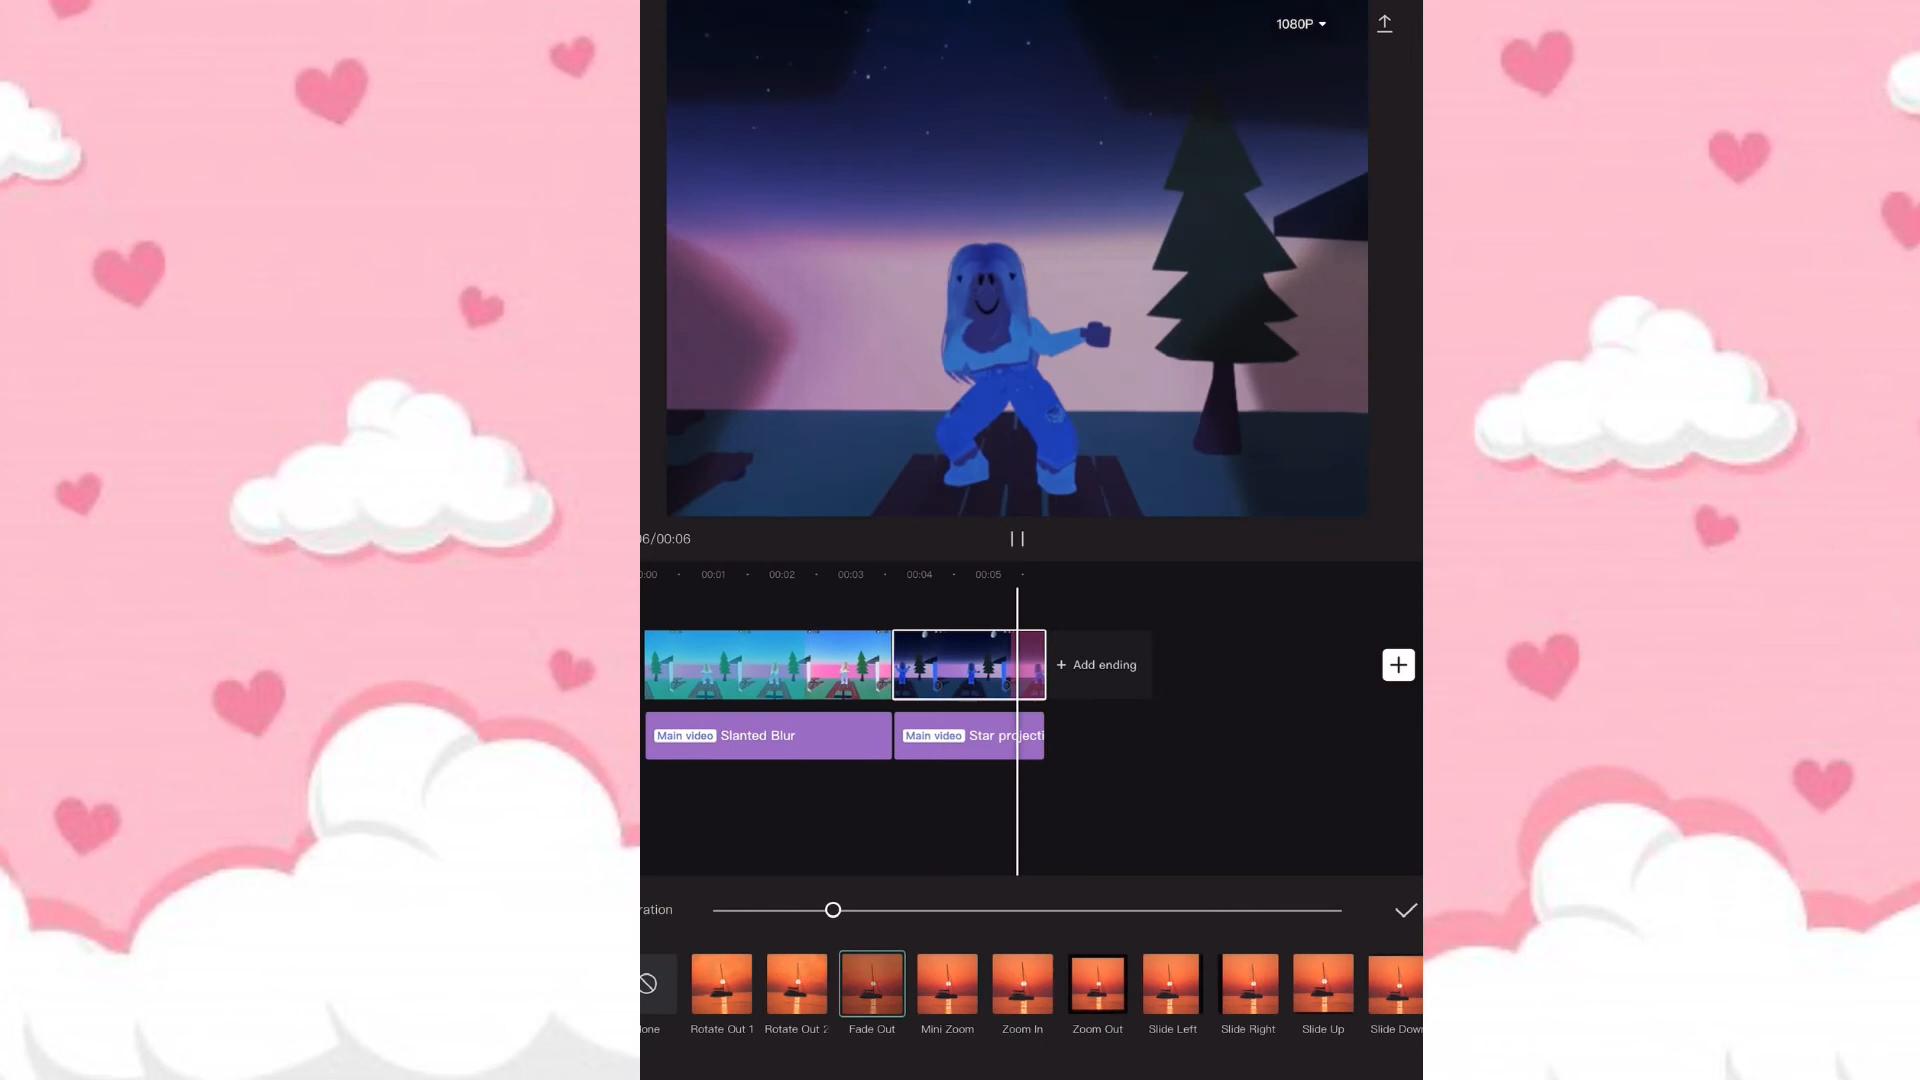 1080P
06/00:06
0:00 00:01 00:02 00:03 00:04 00:05
+ Add ending
Main video Slanted Blur
Main video Star projecti
ration
lone
Rotate Out 1
Rotate Out 2
Fade Out
Mini Zoom
Zoom In
Zoom Out
Slide Left
Slide Right
Slide Up
Slide Down